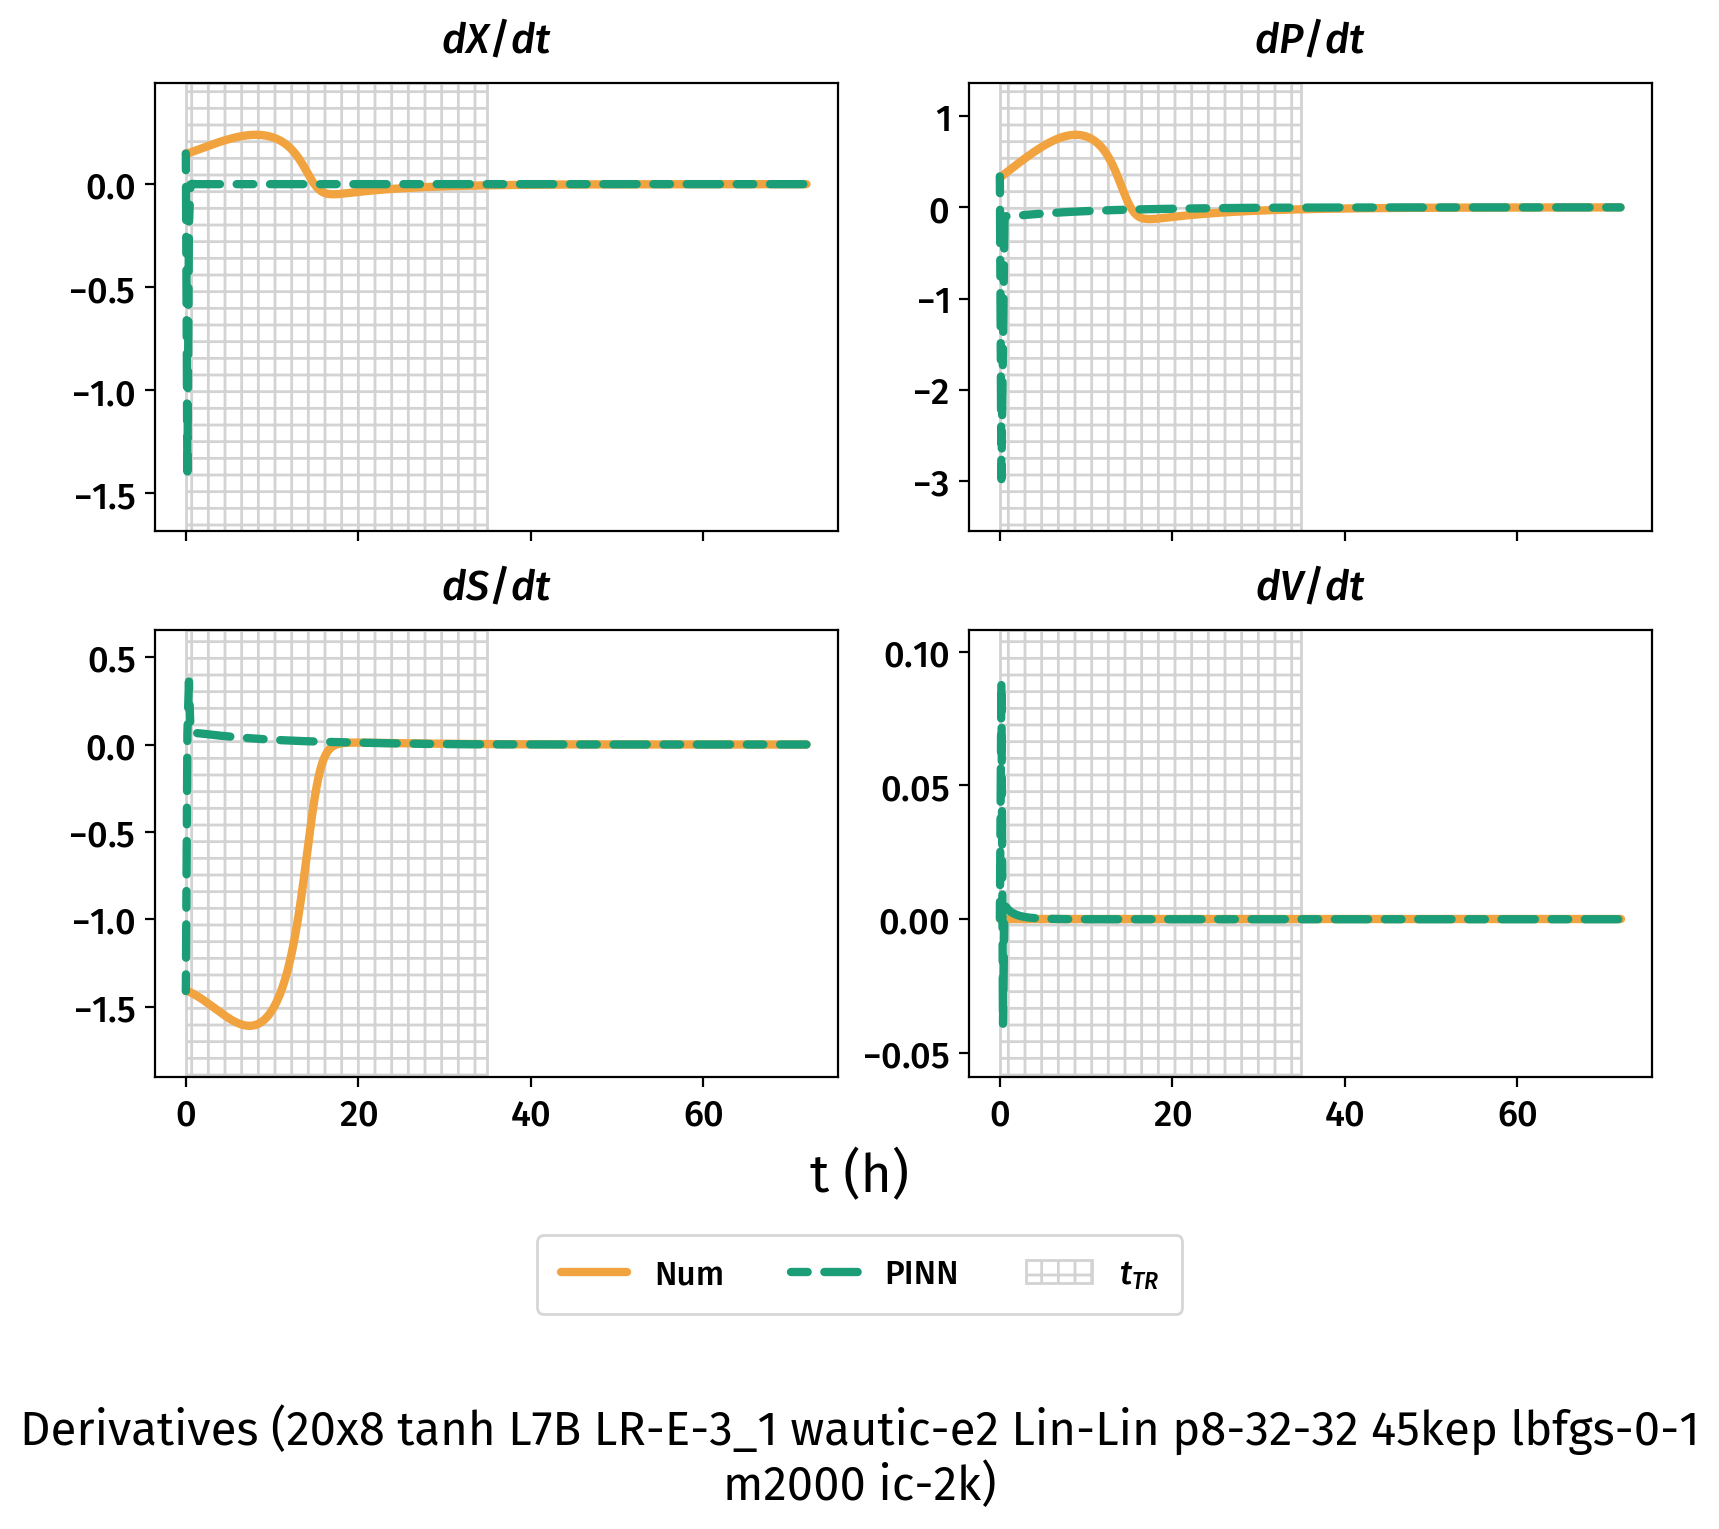 dX/dt
dP/dt
0.0
−0.5
−1.0
−1.5
1
0
−1
−2
−3
dS/dt
dV/dt
0.5
0.0
−0.5
−1.0
−1.5
0.10
0.05
0.00
−0.05
0 20 40 60
0 20 40 60
t (h)
Num PINN tTR
Derivatives (20x8 tanh L7B LR-E-3_1 wautic-e2 Lin-Lin p8-32-32 45kep lbfgs-0-1
m2000 ic-2k)